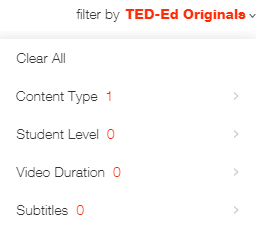 filter by TED-Ed Originals
Clear All
Content Type 1
Student Level 0
Video Duration 0
Subtitles 0